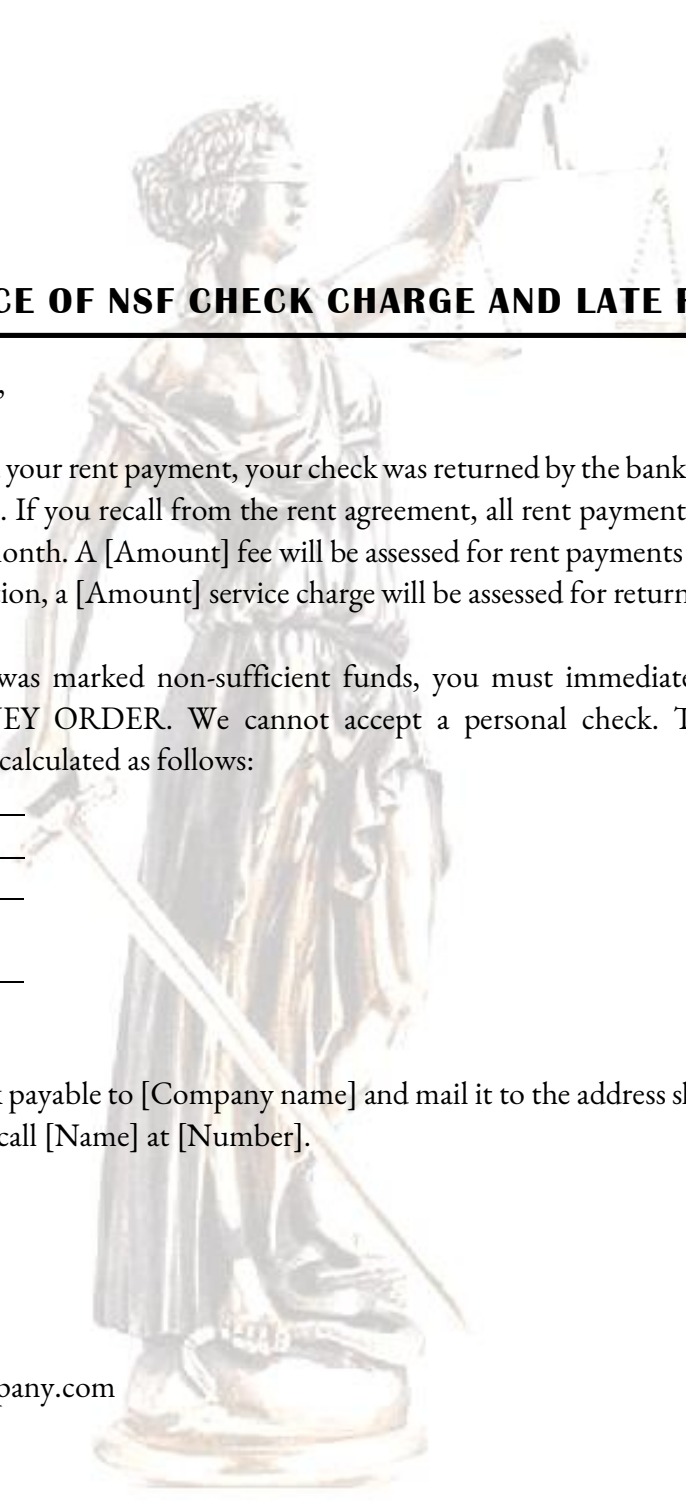 CE OF NSF CHECK CHARGE AND LATE
,
your rent payment, your check was returned by the bank
. If you recall from the rent agreement, all rent payment
onth. A [Amount] fee will be assessed for rent payments
ion, a [Amount] service charge will be assessed for return
was marked non-sufficient funds, you must immediate
EY ORDER. We cannot accept a personal check. T
calculated as follows:
payable to [Company name] and mail it to the address sh
call [Name] at [Number].
pany.com